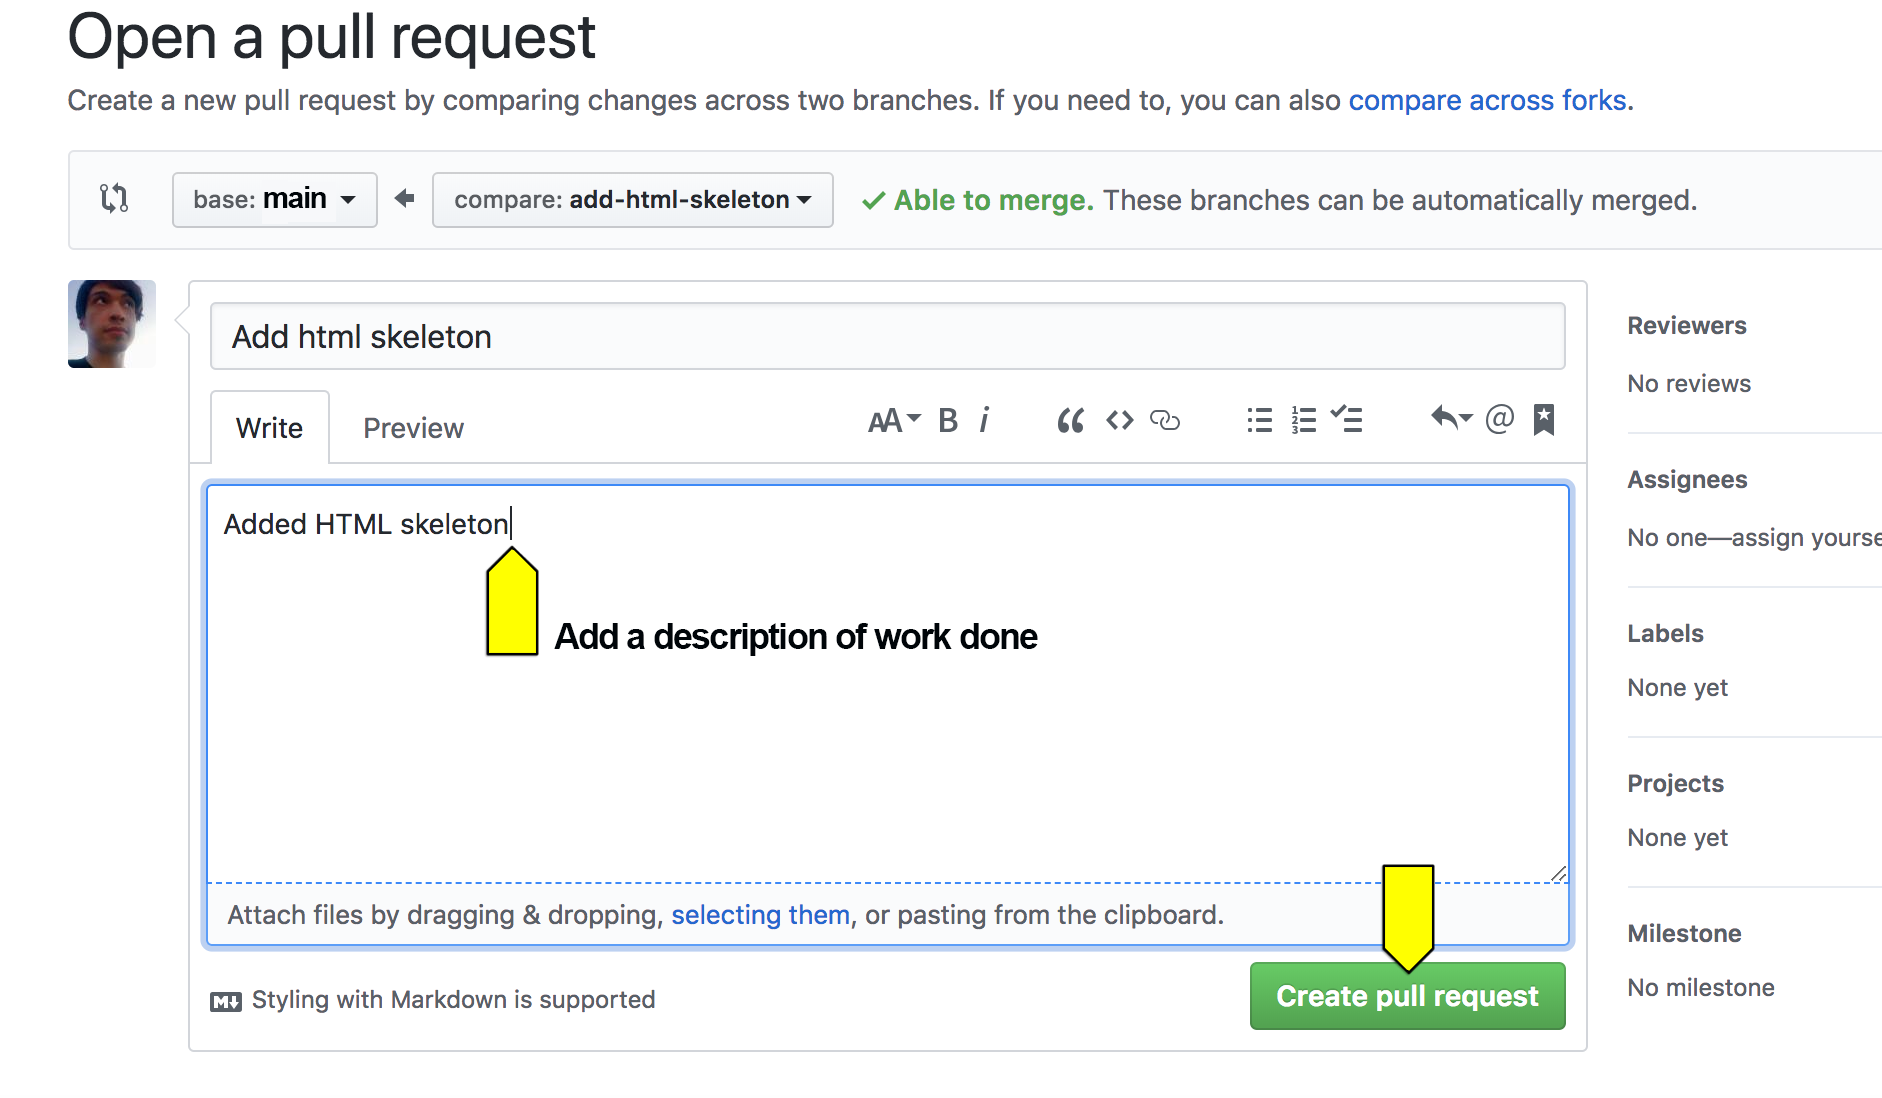 Open a pull request
Create a new pull request by comparing changes across two branches. If you need to, you can also compare across forks.
base: main compare: add-html-skeleton Able to merge. These branches can be automatically merged.
Add html skeleton
Write Preview AA B i @
Added HTML skeleton
Add a description of work done
Attach files by dragging & dropping, selecting them, or pasting from the clipboard.
Styling with Markdown is supported
Create pull request
Reviewers
No reviews
Assignees
No one—assign yourse
Labels
None yet
Projects
None yet
Milestone
No milestone